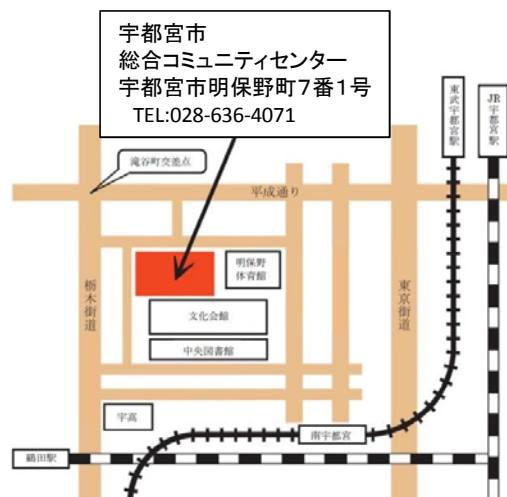 宇都宮市
総合コミュニティセンター
宇都宮市明保野町7番1号
TEL:028-636-4071
東武宇都宮駅
JR宇都宮駅
滝谷町交差点
平成通り
明保野
体育館
栃木街道
東京街道
文化会館
中央図書館
宇高
南宇都宮
鶴田駅